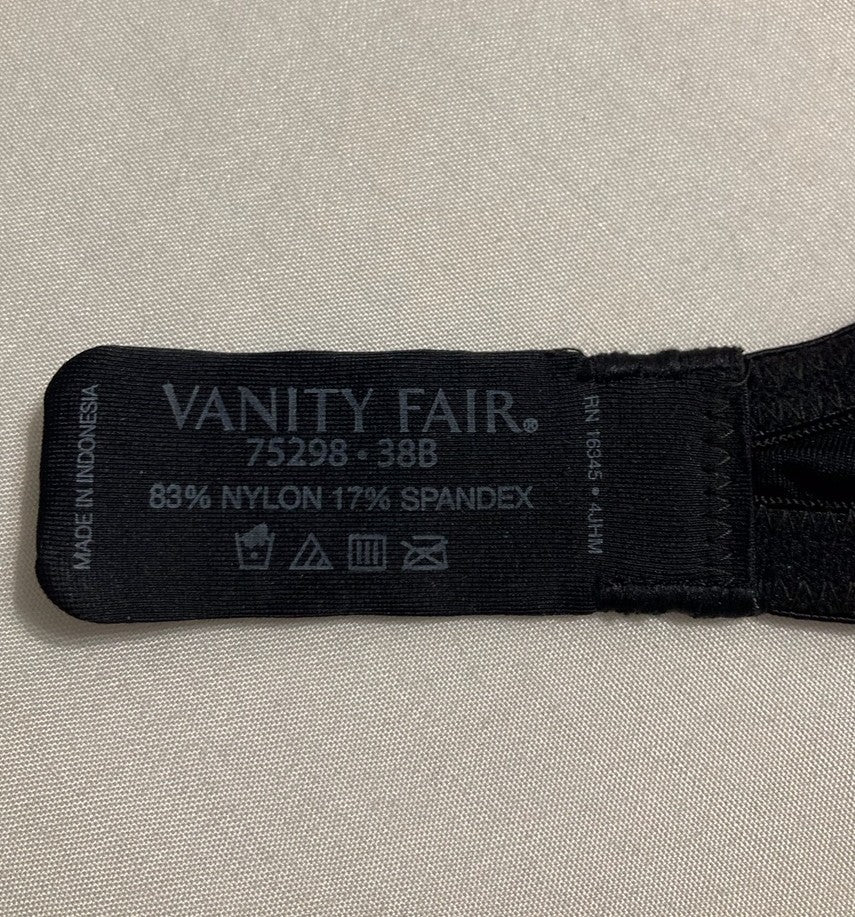 MADE IN INDONESIA
VANITY FAIR®
75298 • 38B
83% NYLON 17% SPANDEX
RN 16345 • 4JHM